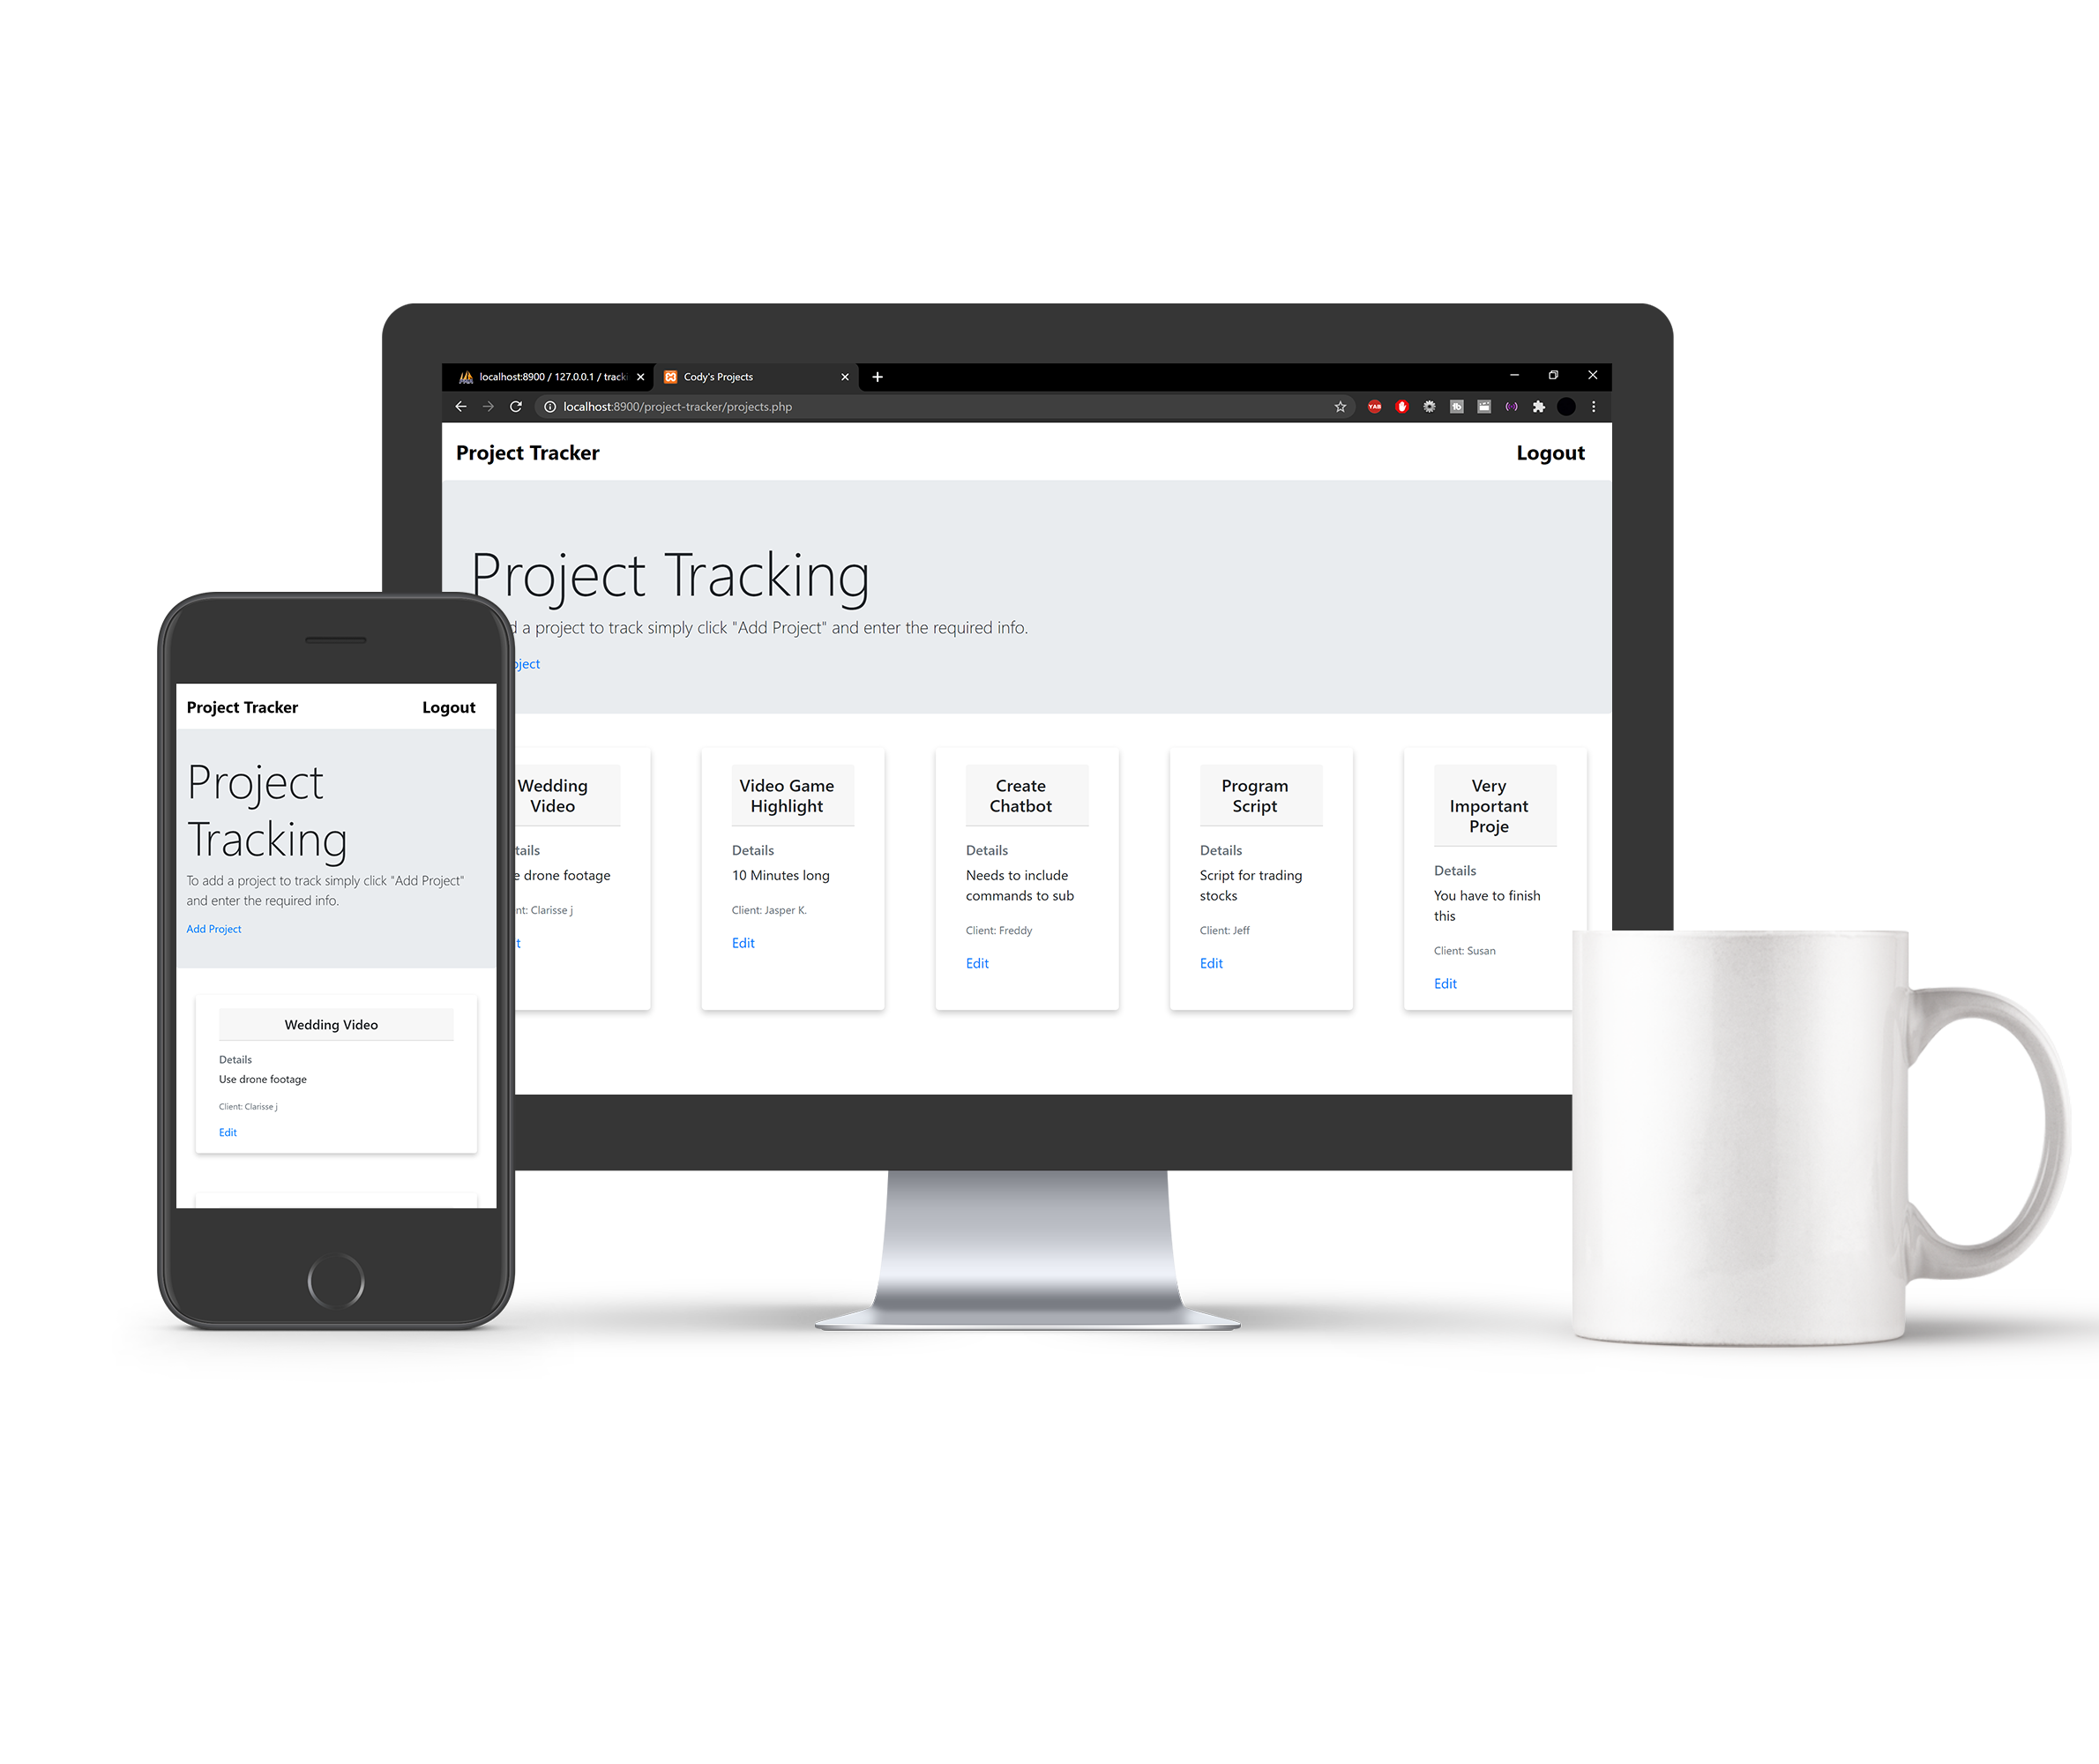 localhost:8900 / 127.0.0.1 / track
Cody's Projects
localhost:8900/project-tracker/projects.php
YAB
Project Tracker
Logout
Project Tracking
d a project to track simply click "Add Project" and enter the required info.
oject
Wedding
Video
tails
e drone footage
nt: Clarisse j
t
Video Game
Highlight
Details
10 Minutes long
Client: Jasper K.
Edit
Create
Chatbot
Details
Needs to include
commands to sub
Client: Freddy
Edit
Program
Script
Details
Script for trading
stocks
Client: Jeff
Edit
Very
Important
Proje
Details
You have to finish
this
Client: Susan
Edit
Project Tracker
Logout
Project
Tracking
To add a project to track simply click "Add Project"
and enter the required info.
Add Project
Wedding Video
Details
Use drone footage
Client: Clarisse j
Edit